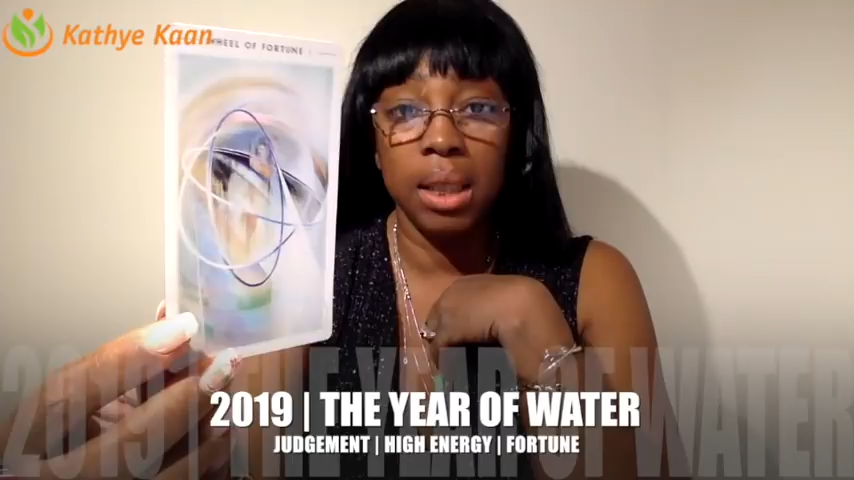 Kathye Kaan
WHEEL OF FORTUNE
2019 | THE YEAR OF WATER
2019 | THE YEAR OF WATER
JUDGEMENT | HIGH ENERGY | FORTUNE